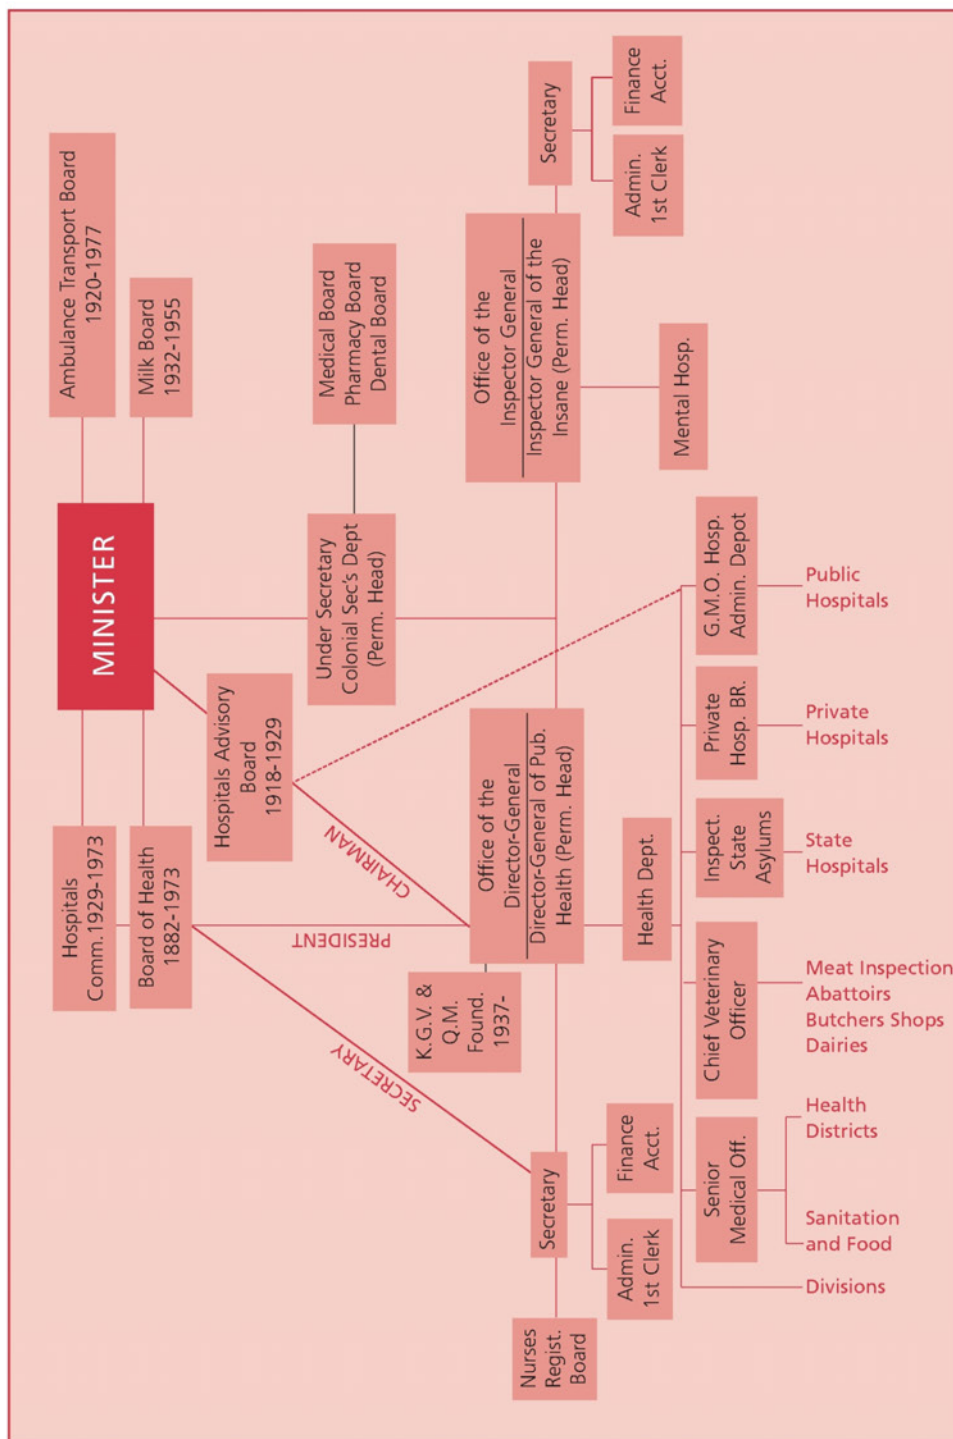 MINISTER
Hospitals
Comm.1929-1973
Board of Health
1882-1973
Ambulance Transport Board
1920-1977
Milk Board
1932-1955
Hospitals Advisory
Board
1918-1929
Under Secretary
Colonial Sec's Dept
(Perm. Head)
Medical Board
Pharmacy Board
Dental Board
SECRETARY
PRESIDENT
CHAIRMAN
K.G.V. &
Q.M.
Found.
1937-
Office of the
Director-General
Director-General of Pub.
Health (Perm. Head)
Office of the
Inspector General
Inspector General of the
Insane (Perm. Head)
Secretary
Admin.
1st Clerk
Finance
Acct.
Mental Hosp.
Nurses
Regist.
Board
Secretary
Admin.
1st Clerk
Finance
Acct.
Health Dept.
Senior
Medical Off.
Chief Veterinary
Officer
Inspect.
State
Asylums
Private
Hosp. BR.
G.M.O. Hosp.
Admin. Depot
Divisions
Sanitation
and Food
Health
Districts
Meat Inspection
Abattoirs
Butchers Shops
Dairies
State
Hospitals
Private
Hospitals
Public
Hospitals